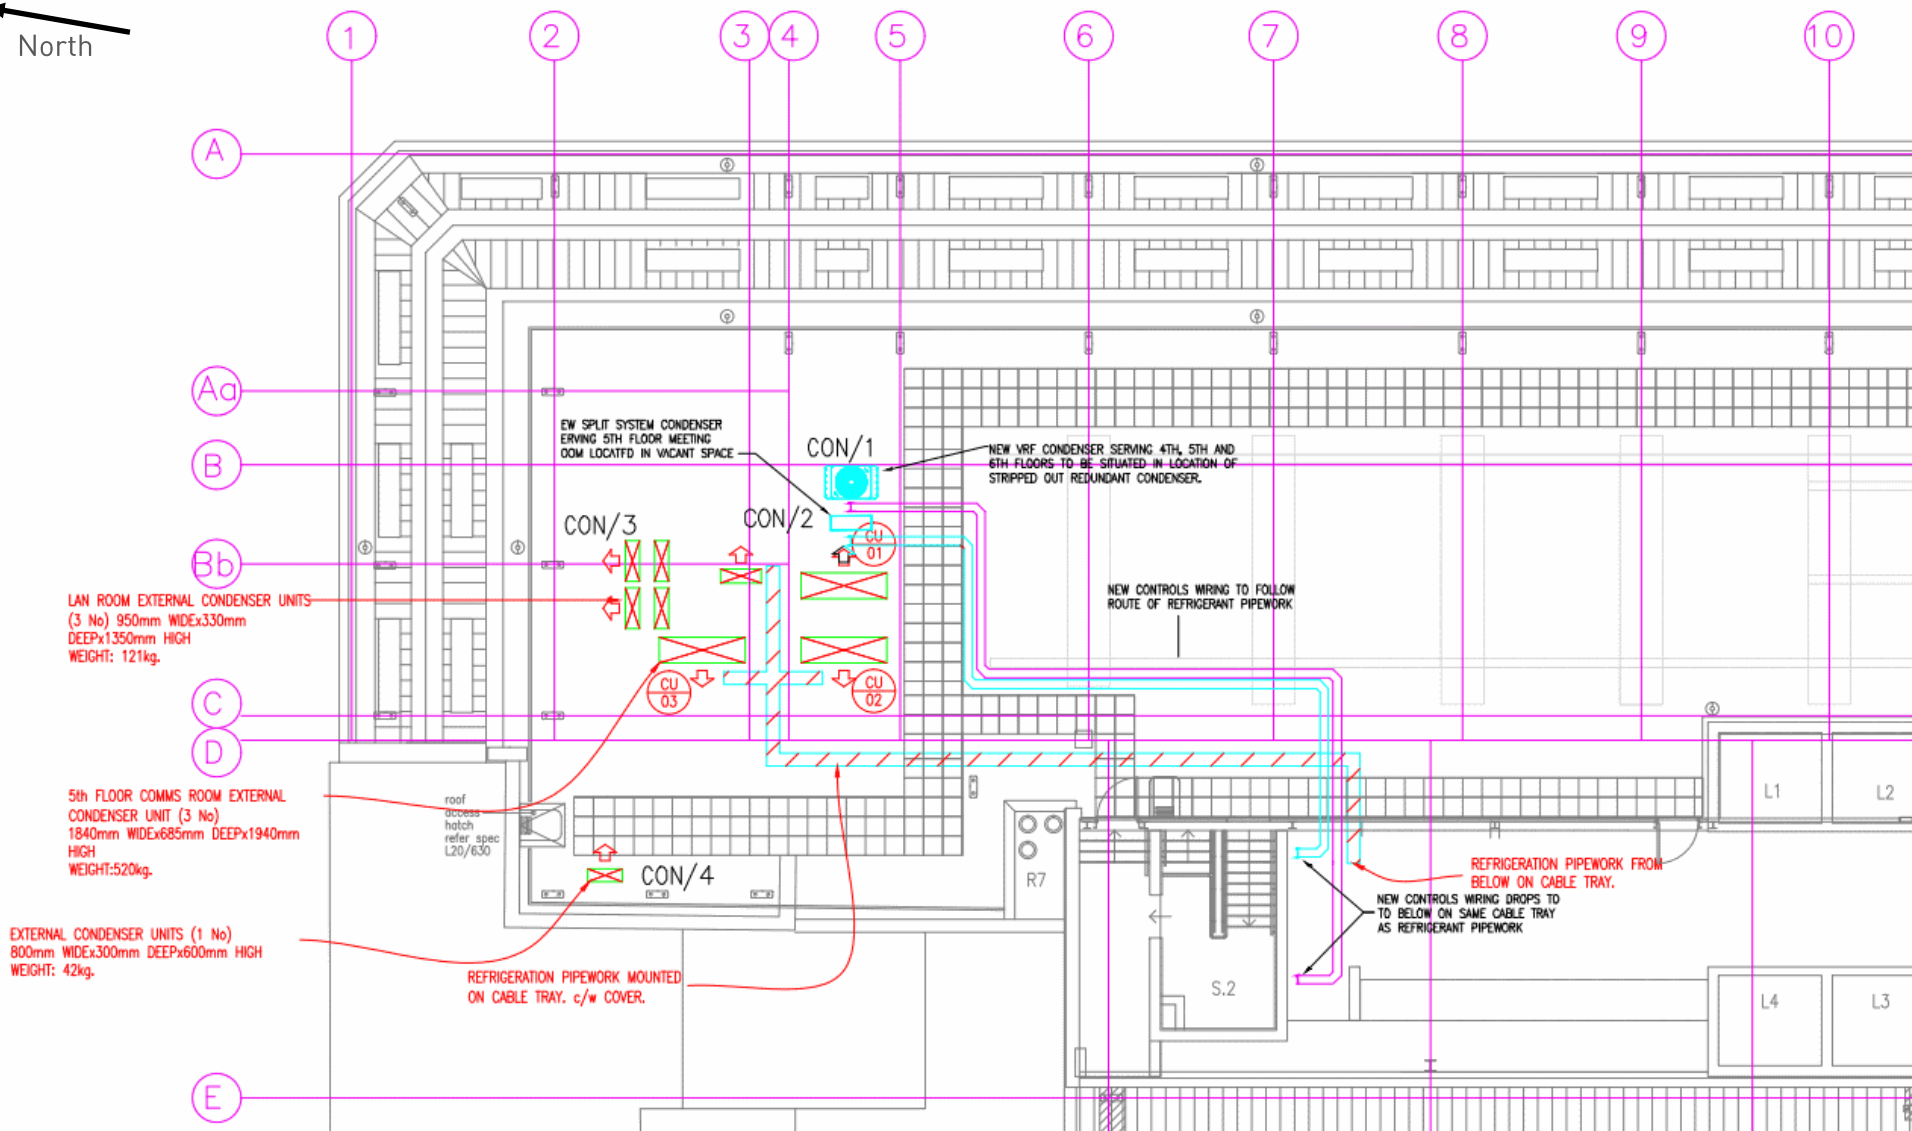 North
1
2
3
4
5
6
7
8
9
10
A
Aa
B
Bb
C
D
E
EW SPLIT SYSTEM CONDENSER
ERVING 5TH FLOOR MEETING
OOM LOCATFD IN VACANT SPACE
CON/1
NEW VRF CONDENSER SERVING 4TH, 5TH AND
6TH FLOORS TO BE SITUATED IN LOCATION OF
STRIPPED OUT REDUNDANT CONDENSER.
CON/2
CON/3
CU
01
NEW CONTROLS WIRING TO FOLLOW
ROUTE OF REFRIGERANT PIPEWORK
LAN ROOM EXTERNAL CONDENSER UNITS
(3 No) 950mm WIDEx330mm
DEEPx1350mm HIGH
WEIGHT: 121kg.
CU
03
CU
02
5th FLOOR COMMS ROOM EXTERNAL
CONDENSER UNIT (3 No)
1840mm WIDEx685mm DEEPx1940mm
HIGH
WEIGHT:520kg.
roof
access
hatch
refer spec
L20/630
CON/4
R7
L1
L2
REFRIGERATION PIPEWORK FROM
BELOW ON CABLE TRAY.
NEW CONTROLS WIRING DROPS TO
TO BELOW ON SAME CABLE TRAY
AS REFRIGERANT PIPEWORK
EXTERNAL CONDENSER UNITS (1 No)
800mm WIDEx300mm DEEPx600mm HIGH
WEIGHT: 42kg.
REFRIGERATION PIPEWORK MOUNTED
ON CABLE TRAY. c/w COVER.
S.2
L4
L3